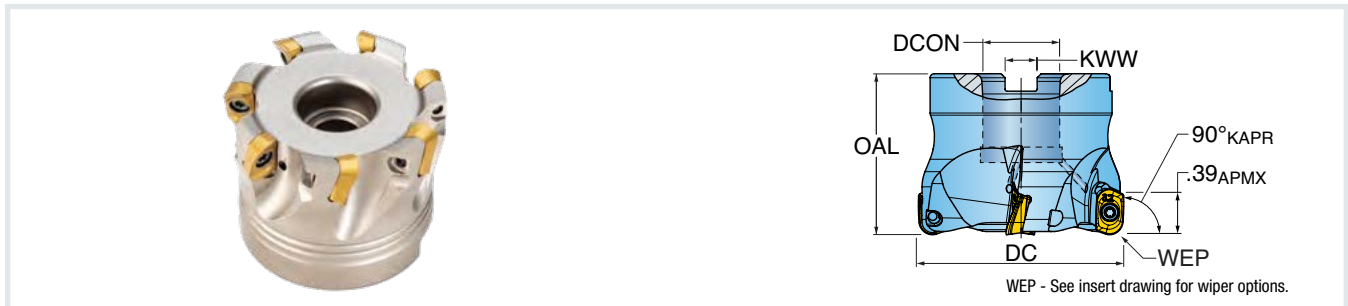 DCON
KWW
OAL
90°KAPR
.39APMX
DC
WEP
WEP - See insert drawing for wiper options.